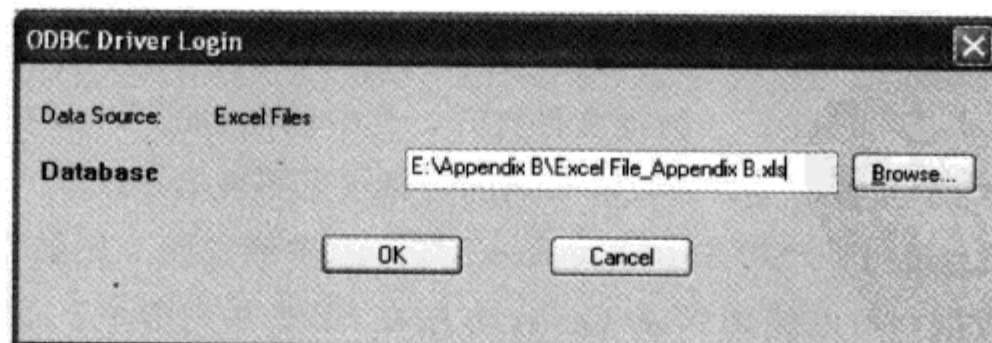 ODBC Driver Login
Data Source: Excel Files
Database E:\Appendix B\Excel File_Appendix B.xls Browse...
OK Cancel